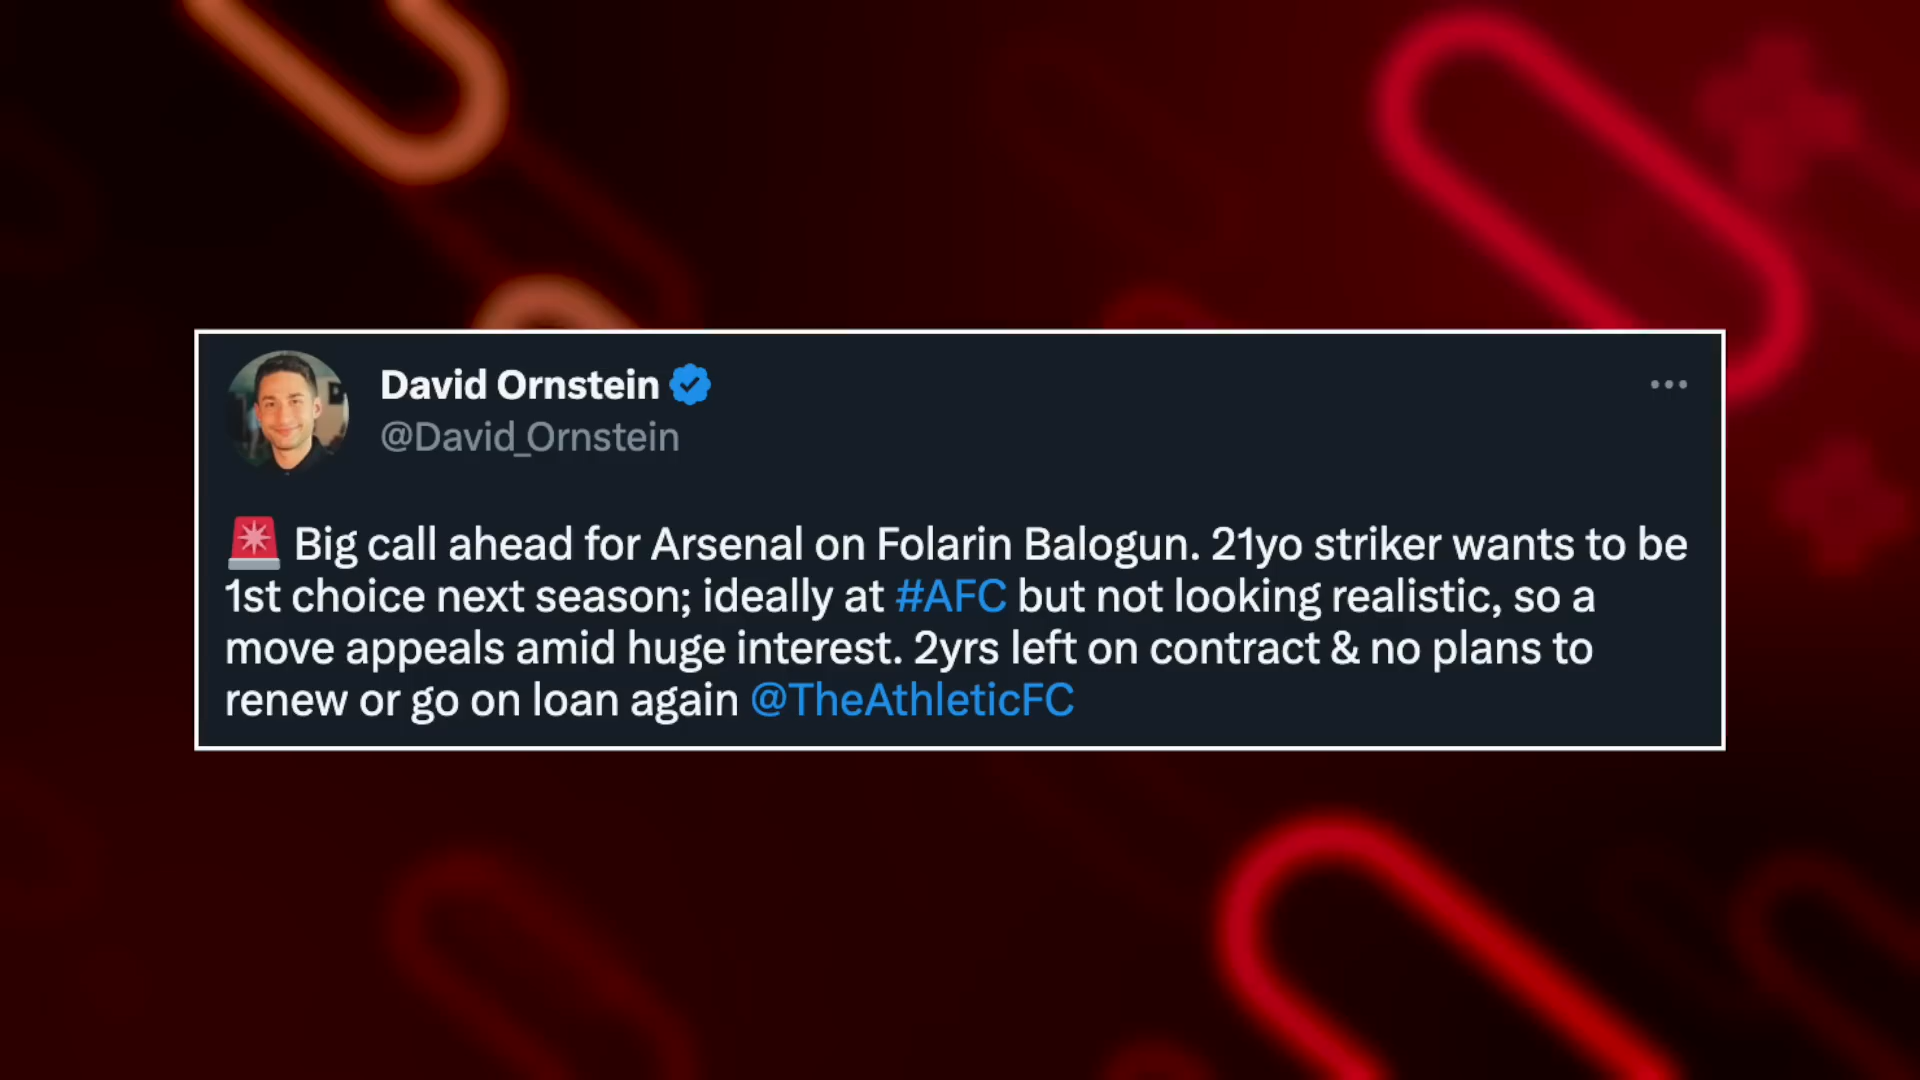 David Ornstein
@David_Ornstein
🚨 Big call ahead for Arsenal on Folarin Balogun. 21yo striker wants to be
1st choice next season; ideally at #AFC but not looking realistic, so a
move appeals amid huge interest. 2yrs left on contract & no plans to
renew or go on loan again @TheAthleticFC